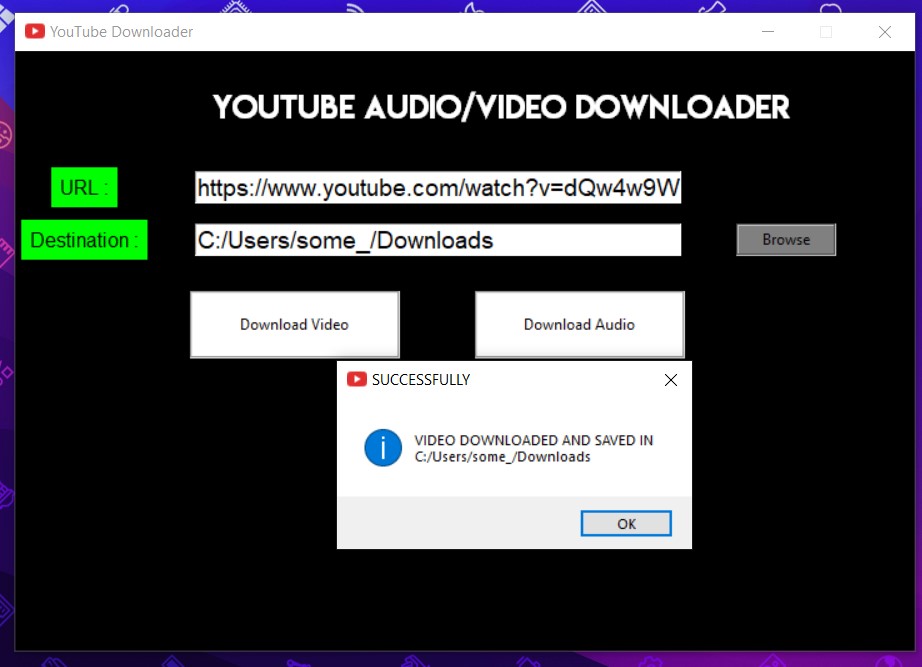 YouTube Downloader
YOUTUBE AUDIO/VIDEO DOWNLOADER
URL :
https://www.youtube.com/watch?v=dQw4w9W
Destination :
C:/Users/some_/Downloads
Browse
Download Video
Download Audio
SUCCESSFULLY
VIDEO DOWNLOADED AND SAVED IN
C:/Users/some_/Downloads
OK